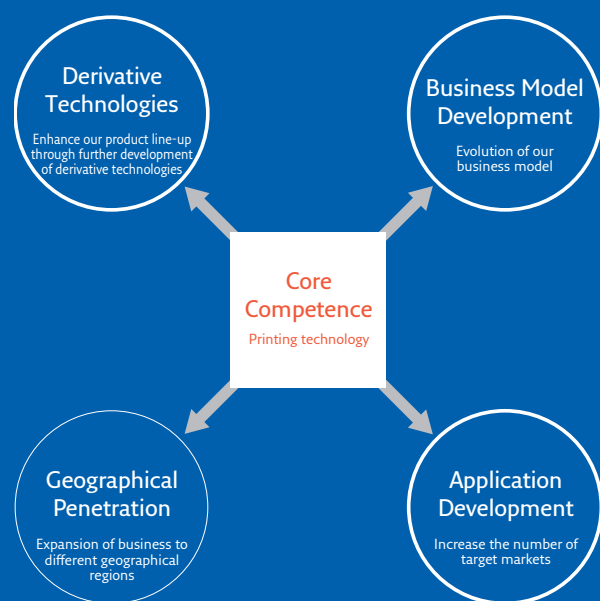 Derivative
Technologies
Enhance our product line-up
through further development
of derivative technologies
Business Model
Development
Evolution of our
business model
Core
Competence
Printing technology
Geographical
Penetration
Expansion of business to
different geographical
regions
Application
Development
Increase the number of
target markets